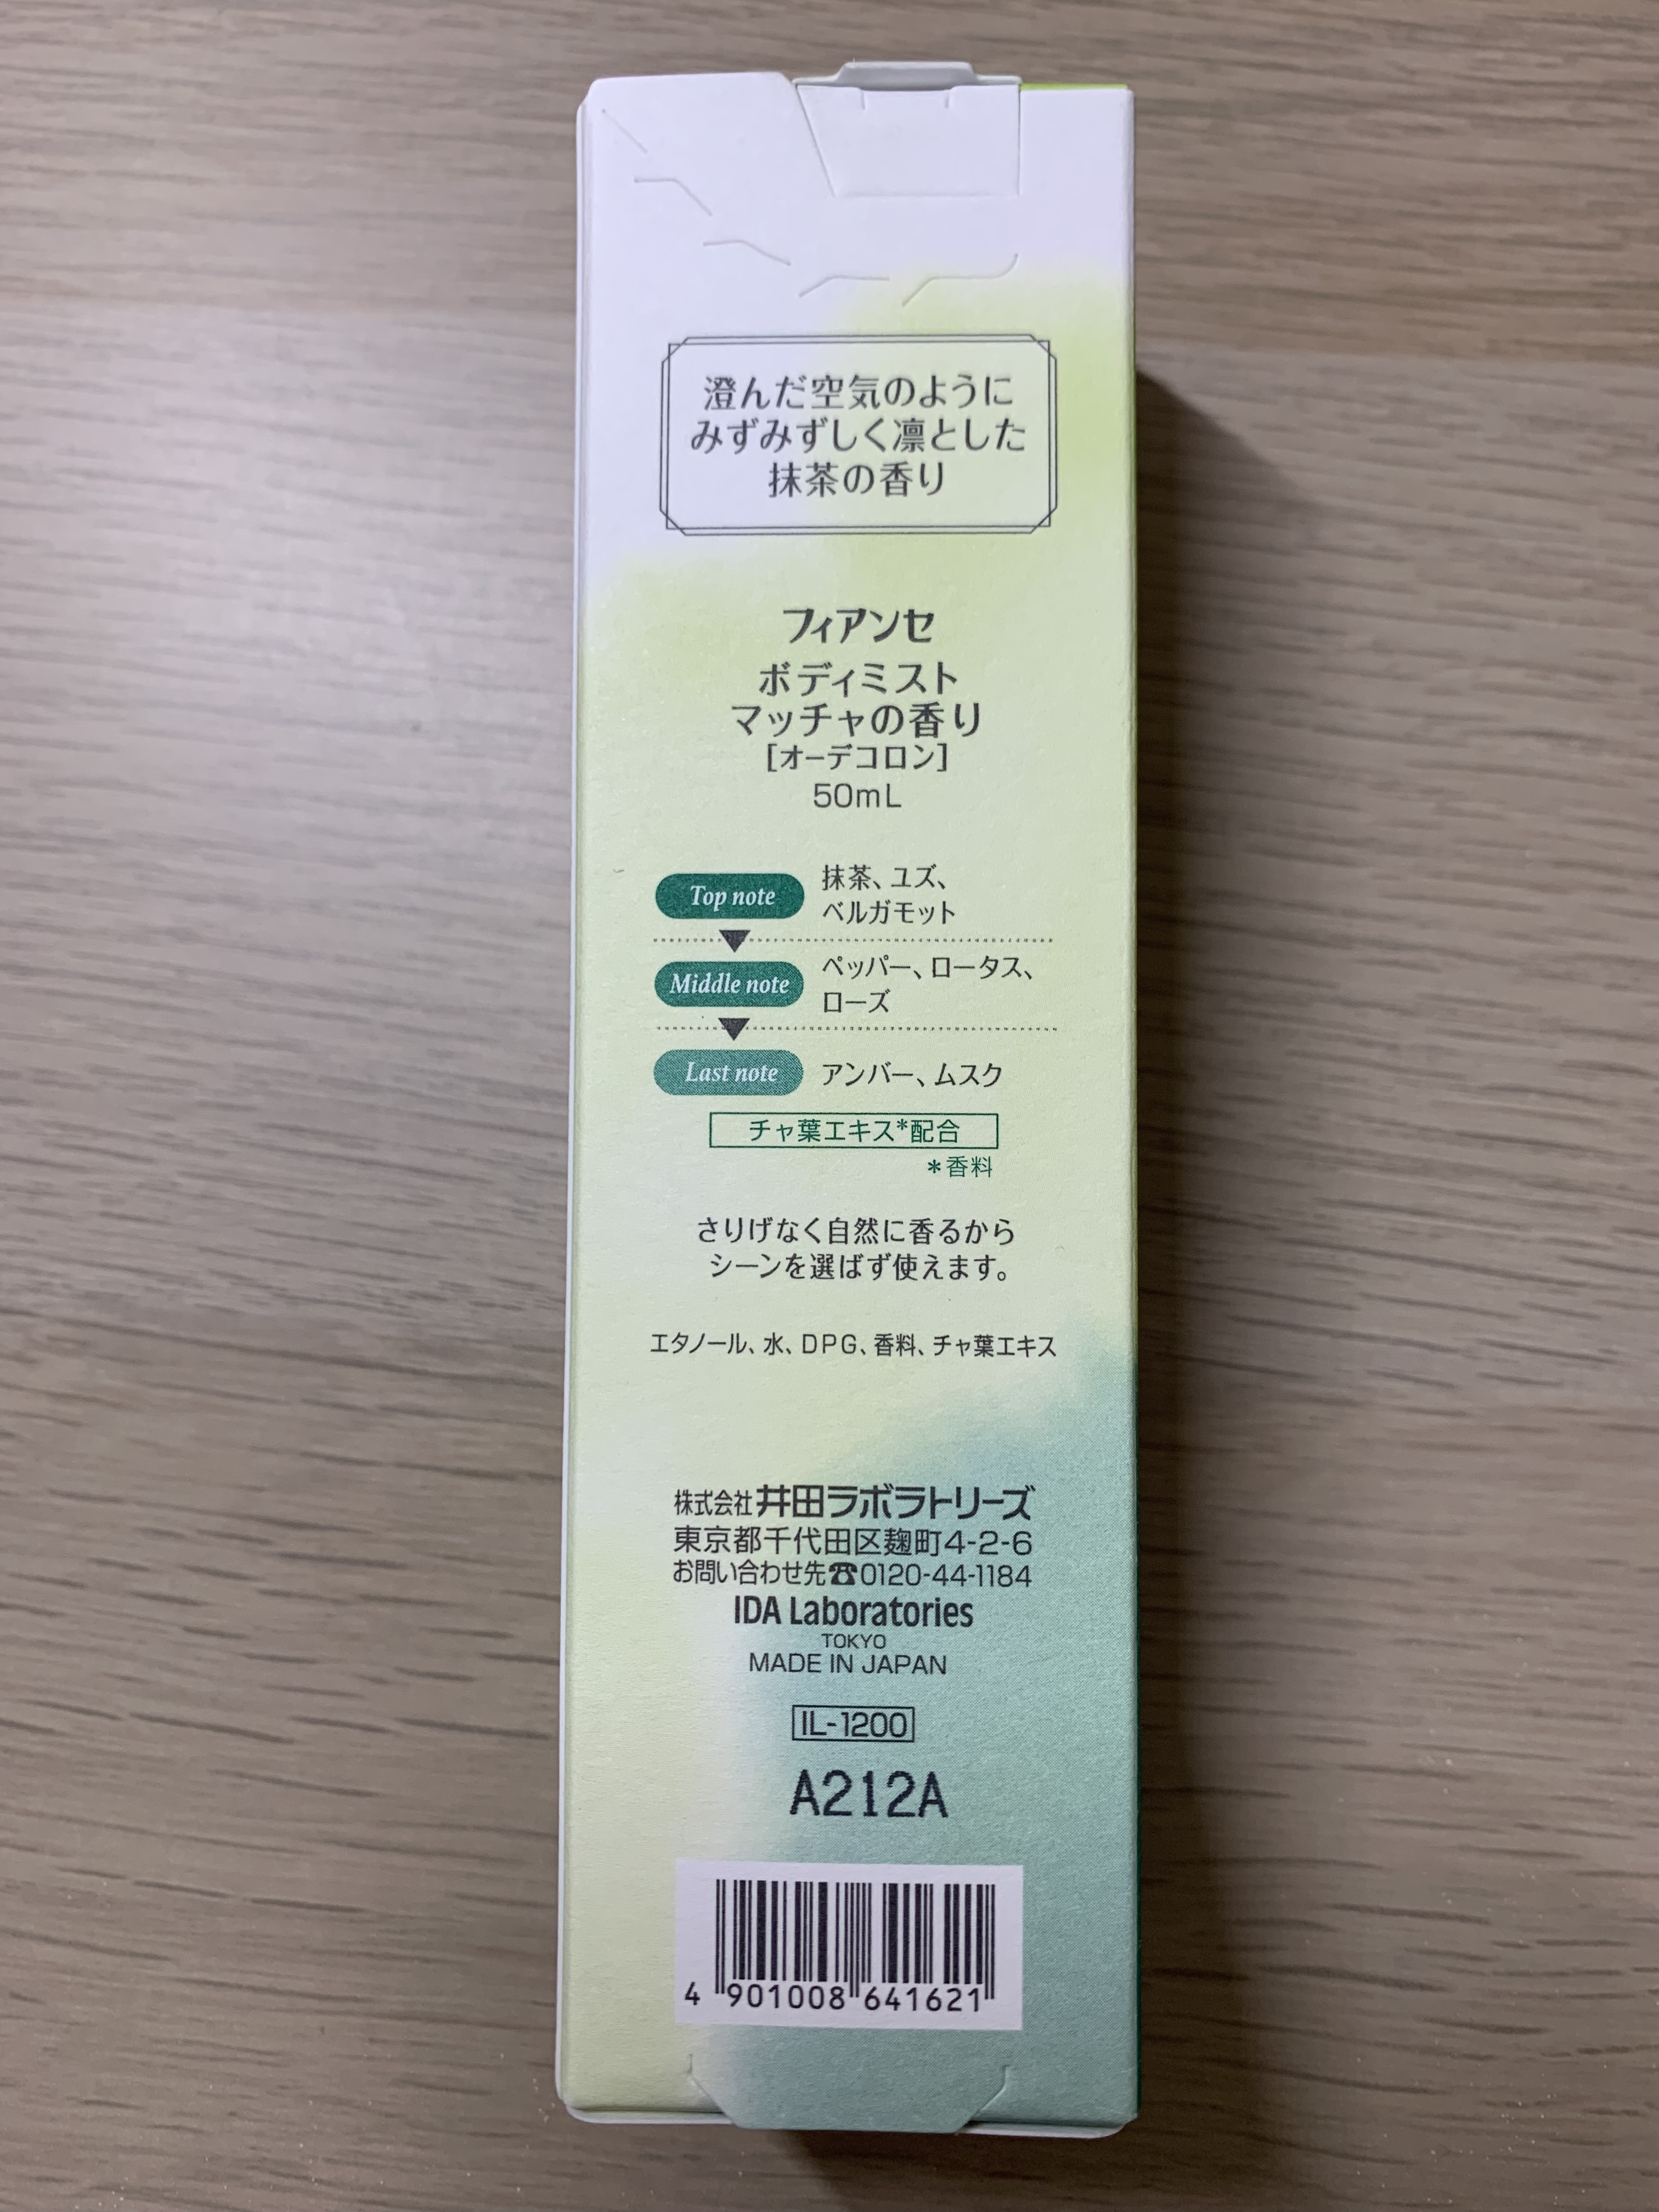 澄んだ空気のように
みずみずしく凛とした
抹茶の香り
フィアンセ
ボディミスト
マッチャの香り
[オーデコロン]
50mL
Top note 抹茶、ユズ、
ベルガモット
Middle note ペッパー、ロータス、
ローズ
Last note アンバー、ムスク
チャ葉エキス*配合
*香料
さりげなく自然に香るから
シーンを選ばず使えます。
エタノール、水、DPG、香料、チャ葉エキス
株式会社井田ラボラトリーズ
東京都千代田区麹町4-2-6
お問い合わせ先☎0120-44-1184
IDA Laboratories
TOKYO
MADE IN JAPAN
IL-1200
A212A
4 901008 641621